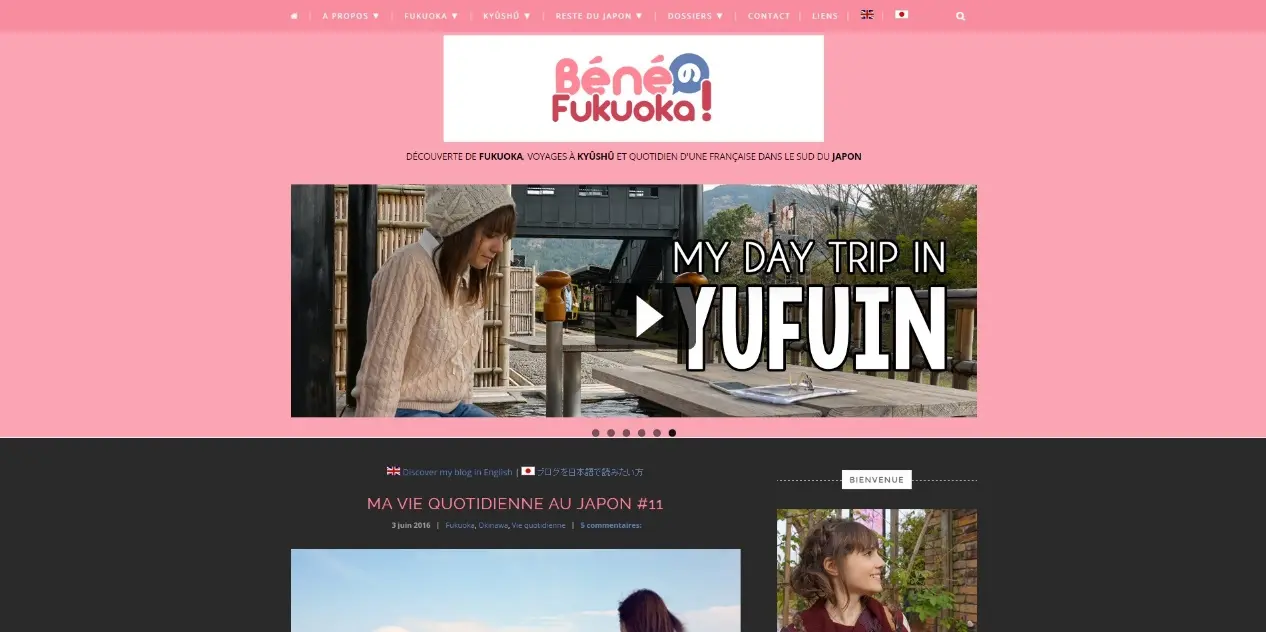 A PROPOS ▼ | FUKUOKA ▼ | KYÛSHÛ ▼ | RESTE DU JAPON ▼ | DOSSIERS ▼ | CONTACT | LIENS
Béné の
Fukuoka!
DÉCOUVERTE DE FUKUOKA, VOYAGES À KYÛSHÛ ET QUOTIDIEN D'UNE FRANÇAISE DANS LE SUD DU JAPON
MY DAY TRIP IN
YUFUIN
Discover my blog in English | ブログを日本語で読みたい方
MA VIE QUOTIDIENNE AU JAPON #11
3 juin 2016 | Fukuoka, Okinawa, Vie quotidienne | 5 commentaires:
BIENVENUE